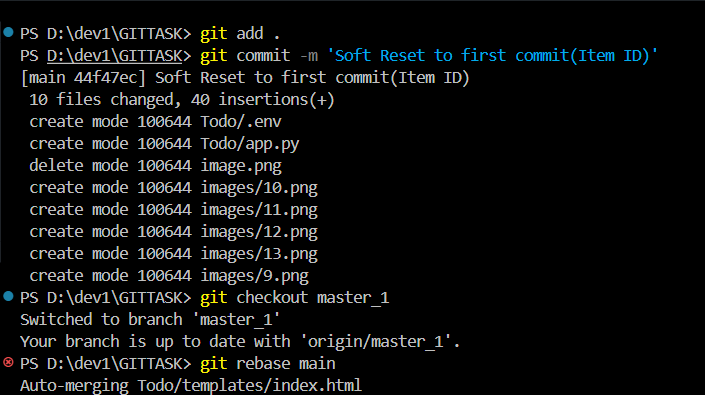 PS D:\dev1\GITTASK> git add .
PS D:\dev1\GITTASK> git commit -m 'Soft Reset to first commit(Item ID)'
[main 44f47ec] Soft Reset to first commit(Item ID)
10 files changed, 40 insertions(+)
create mode 100644 Todo/.env
create mode 100644 Todo/app.py
delete mode 100644 image.png
create mode 100644 images/10.png
create mode 100644 images/11.png
create mode 100644 images/12.png
create mode 100644 images/13.png
create mode 100644 images/9.png
PS D:\dev1\GITTASK> git checkout master_1
Switched to branch 'master_1'
Your branch is up to date with 'origin/master_1'.
PS D:\dev1\GITTASK> git rebase main
Auto-merging Todo/templates/index.html